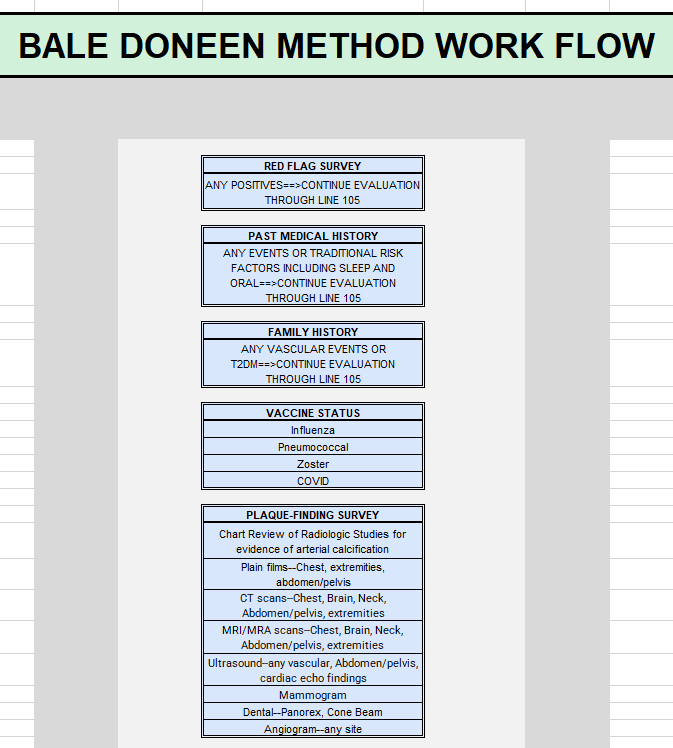 BALE DONEEN METHOD WORK FLOW
RED FLAG SURVEY
ANY POSITIVES==>CONTINUE EVALUATION
THROUGH LINE 105
PAST MEDICAL HISTORY
ANY EVENTS OR TRADITIONAL RISK
FACTORS INCLUDING SLEEP AND
ORAL==>CONTINUE EVALUATION
THROUGH LINE 105
FAMILY HISTORY
ANY VASCULAR EVENTS OR
T2DM==>CONTINUE EVALUATION
THROUGH LINE 105
VACCINE STATUS
Influenza
Pneumococcal
Zoster
COVID
PLAQUE-FINDING SURVEY
Chart Review of Radiologic Studies for
evidence of arterial calcification
Plain films--Chest, extremities,
abdomen/pelvis
CT scans--Chest, Brain, Neck,
Abdomen/pelvis, extremities
MRI/MRA scans--Chest, Brain, Neck,
Abdomen/pelvis, extremities
Ultrasound--any vascular, Abdomen/pelvis,
cardiac echo findings
Mammogram
Dental--Panorex, Cone Beam
Angiogram--any site